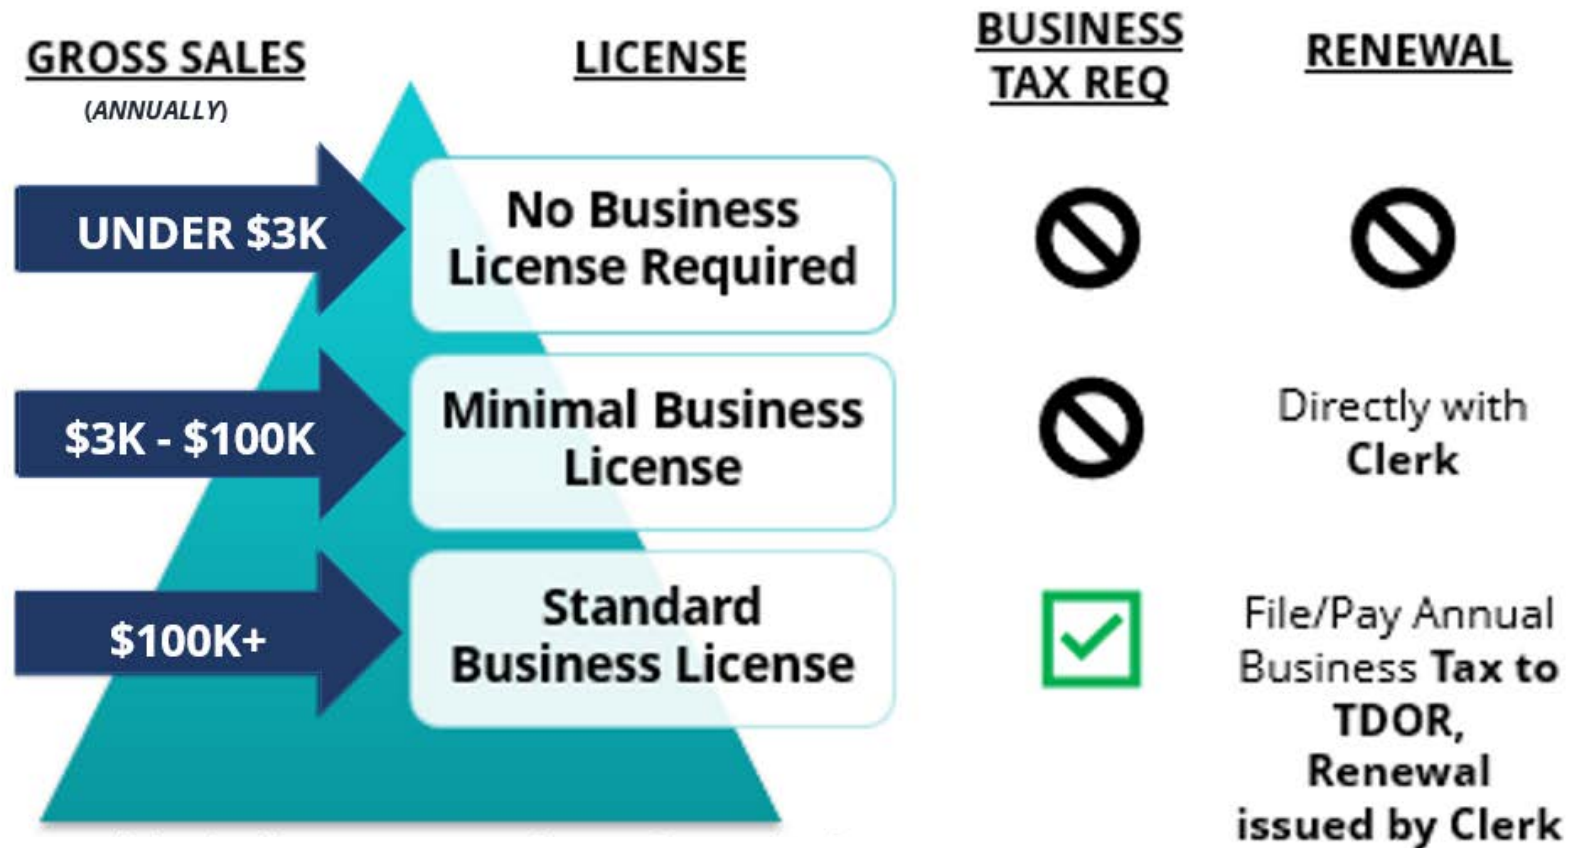 GROSS SALES
(ANNUALLY)
LICENSE
BUSINESS
TAX REQ
RENEWAL
UNDER $3K
No Business
License Required
$3K - $100K
Minimal Business
License
Directly with
Clerk
$100K+
Standard
Business License
File/Pay Annual
Business Tax to
TDOR,
Renewal
issued by Clerk